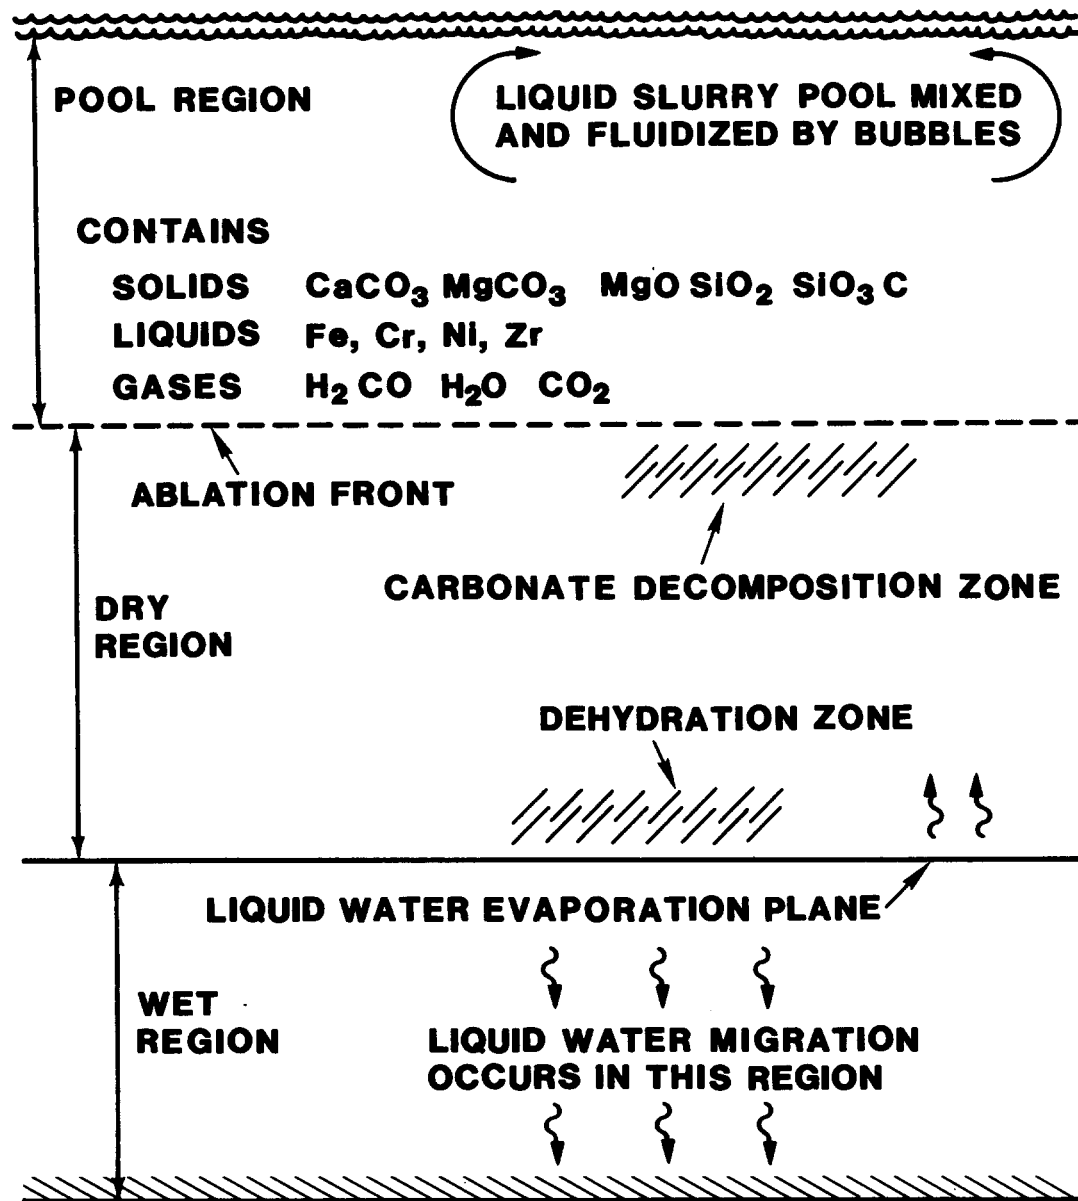 POOL REGION
LIQUID SLURRY POOL MIXED
AND FLUIDIZED BY BUBBLES
CONTAINS
SOLIDS CaCO₃ MgCO₃ MgO SiO₂ SiO₃ C
LIQUIDS Fe, Cr, Ni, Zr
GASES H₂ CO H₂O CO₂
ABLATION FRONT
CARBONATE DECOMPOSITION ZONE
DRY
REGION
DEHYDRATION ZONE
LIQUID WATER EVAPORATION PLANE
WET
REGION
LIQUID WATER MIGRATION
OCCURS IN THIS REGION